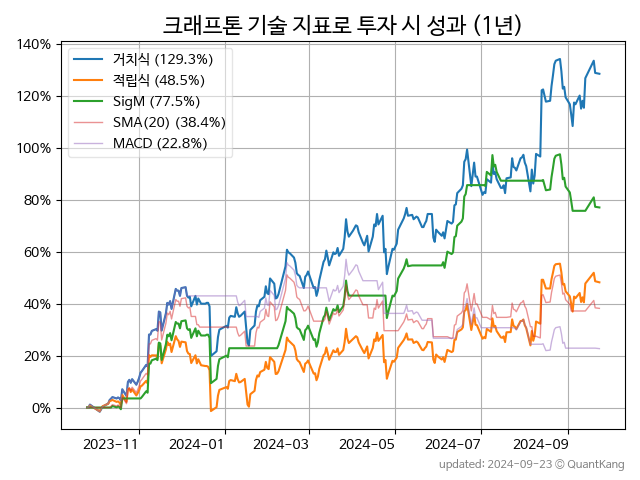 크래프톤 기술 지표로 투자 시 성과 (1년)
140%
120%
100%
80%
60%
40%
20%
0%
거치식 (129.3%)
적립식 (48.5%)
SigM (77.5%)
SMA(20) (38.4%)
MACD (22.8%)
2023-11
2024-01
2024-03
2024-05
2024-07
2024-09
updated: 2024-09-23 © QuantKang